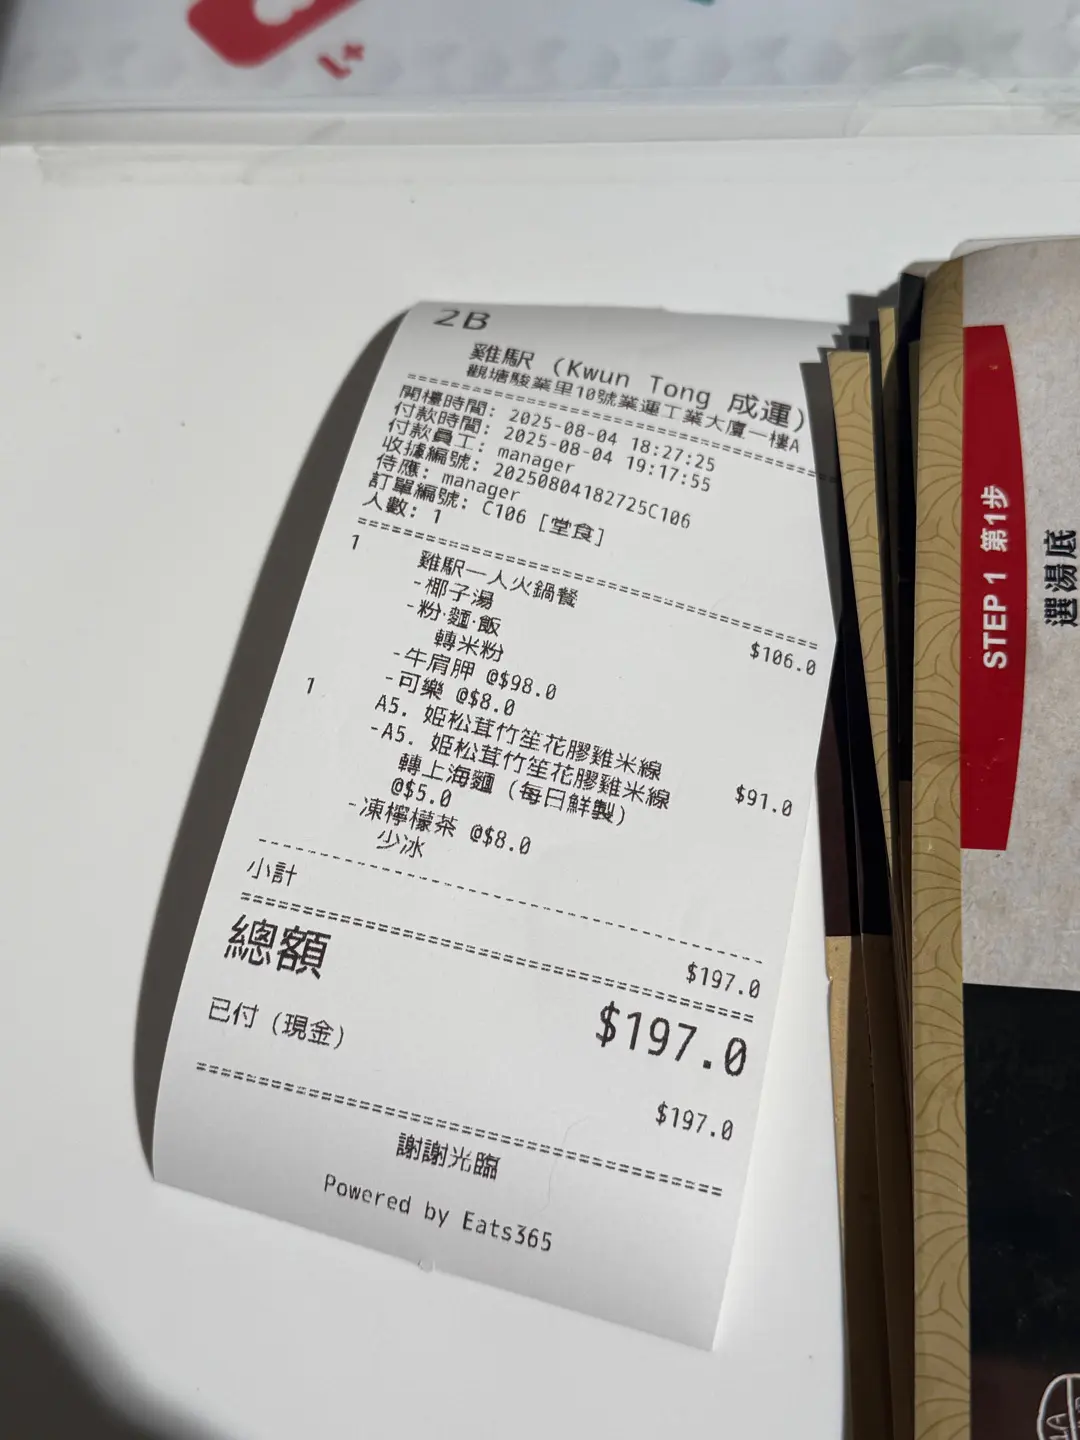 2B
雞駅 (Kwun Tong 成運)
觀塘駿業里10號業運工業大廈一樓A
開檯時間: 2025-08-04 18:27:25
付款時間: 2025-08-04 19:17:55
付款員工: manager
收據編號: 20250804182725C106
侍應: manager
訂單編號: C106 [堂食]
人數: 1
1 雞駅一人火鍋餐 $106.0
-椰子湯
-粉·麵·飯
轉米粉
-牛肩胛 @$98.0
-可樂 @$8.0
1 A5. 姫松茸竹笙花膠雞米線 $91.0
-A5. 姫松茸竹笙花膠雞米線
轉上海麵 (每日鮮製)
@$5.0
-凍檸檬茶 @$8.0
少冰
小計 $197.0
總額 $197.0
已付 (現金) $197.0
謝謝光臨
Powered by Eats365
STEP 1 第1步
選湯底